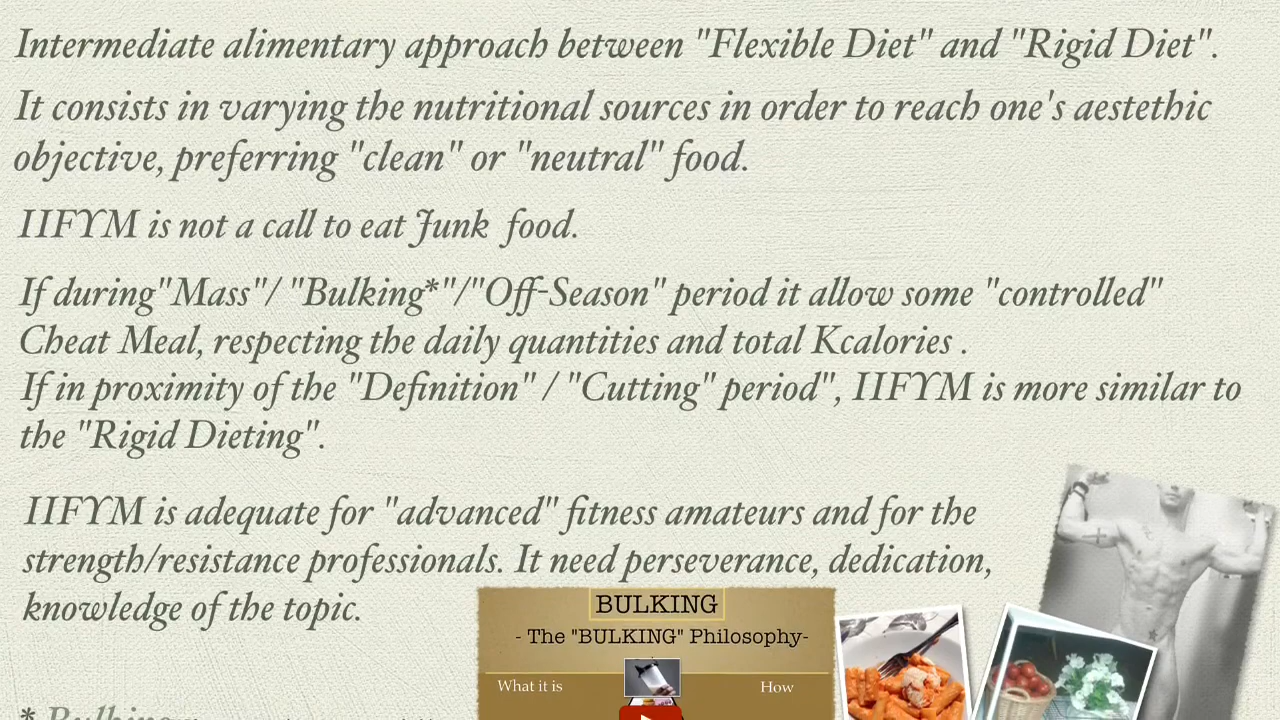 Intermediate alimentary approach between "Flexible Diet" and "Rigid Diet".
It consists in varying the nutritional sources in order to reach one's aestethic
objective, preferring "clean" or "neutral" food.
IIFYM is not a call to eat Junk food.
If during"Mass"/ "Bulking*"/"Off-Season" period it allow some "controlled"
Cheat Meal, respecting the daily quantities and total Kcalories .
If in proximity of the "Definition" / "Cutting" period", IIFYM is more similar to
the "Rigid Dieting".
IIFYM is adequate for "advanced" fitness amateurs and for the
strength/resistance professionals. It need perseverance, dedication,
knowledge of the topic.
BULKING
- The "BULKING" Philosophy-
What it is
How
* Bulking